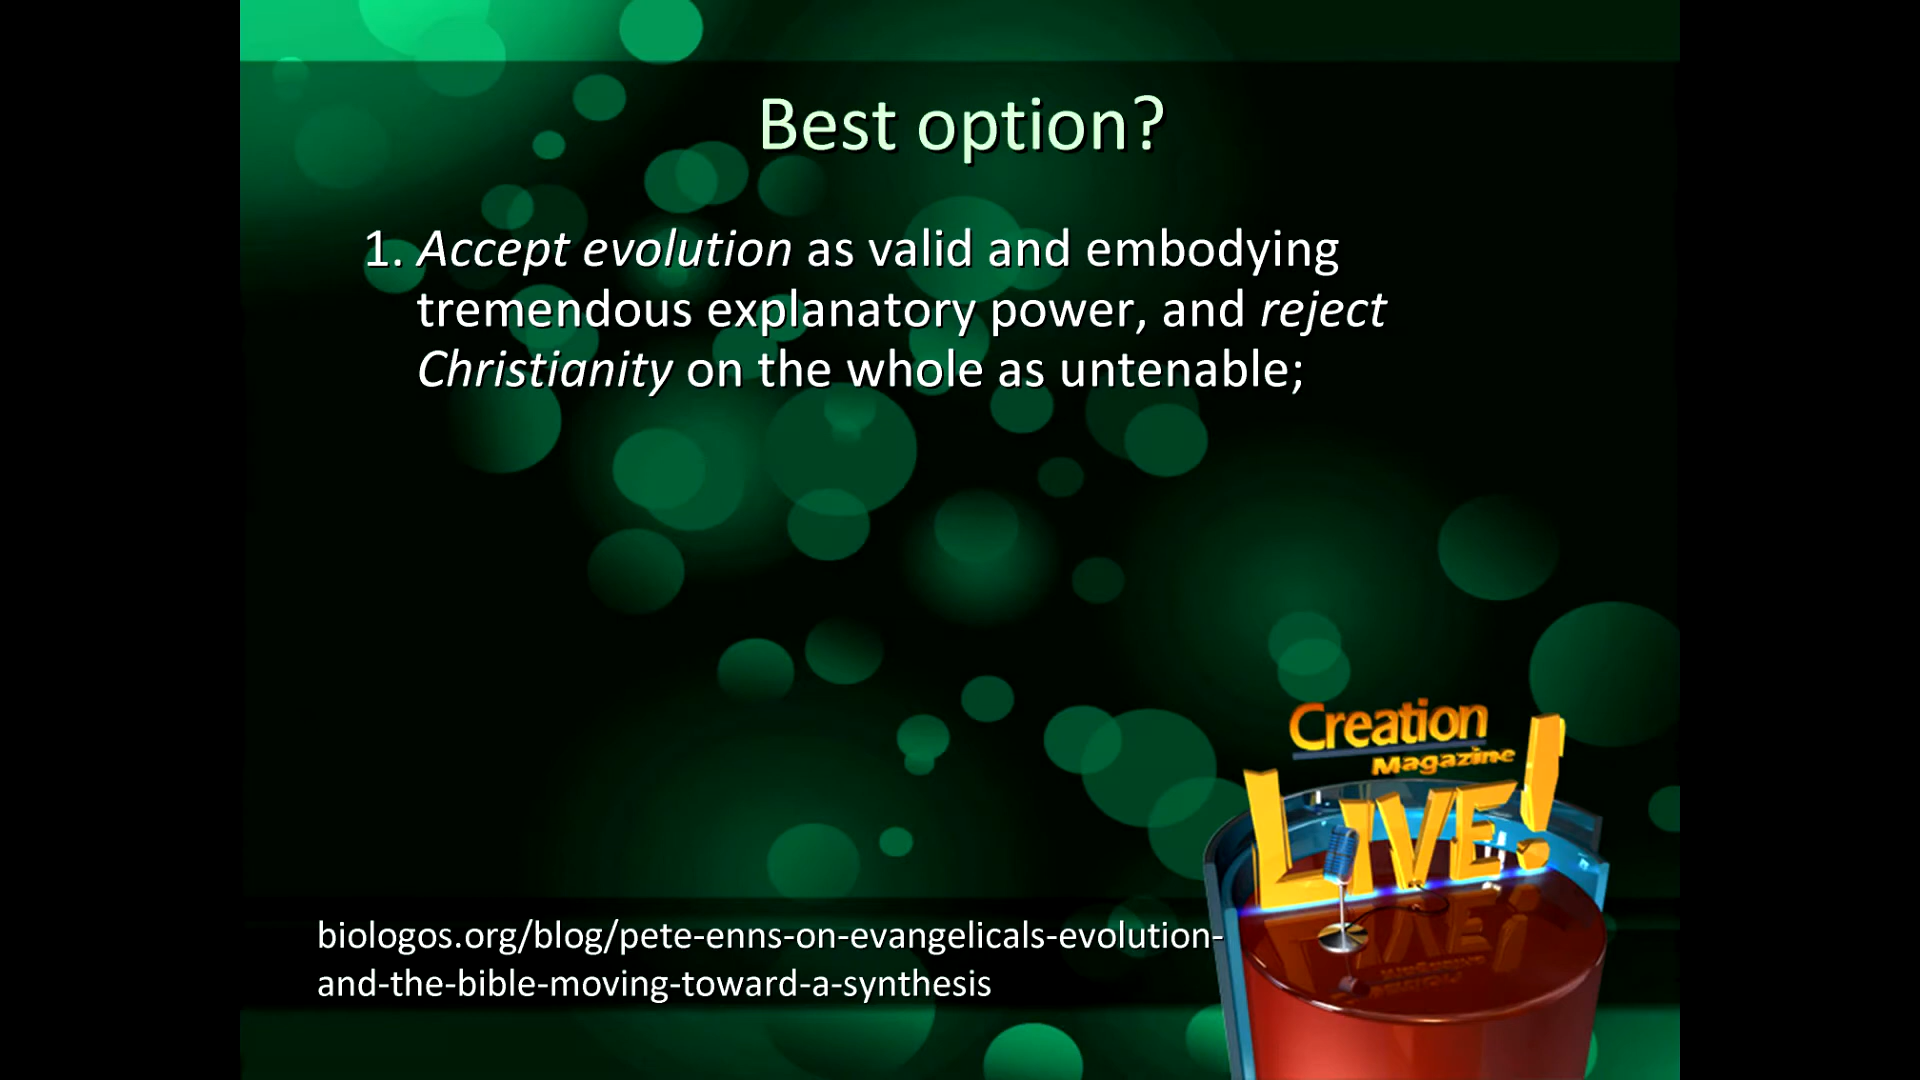 Best option?
1. Accept evolution as valid and embodying
tremendous explanatory power, and reject
Christianity on the whole as untenable;
biologos.org/blog/pete-enns-on-evangelicals-evolution-
and-the-bible-moving-toward-a-synthesis
Creation
Magazine
LIVE!